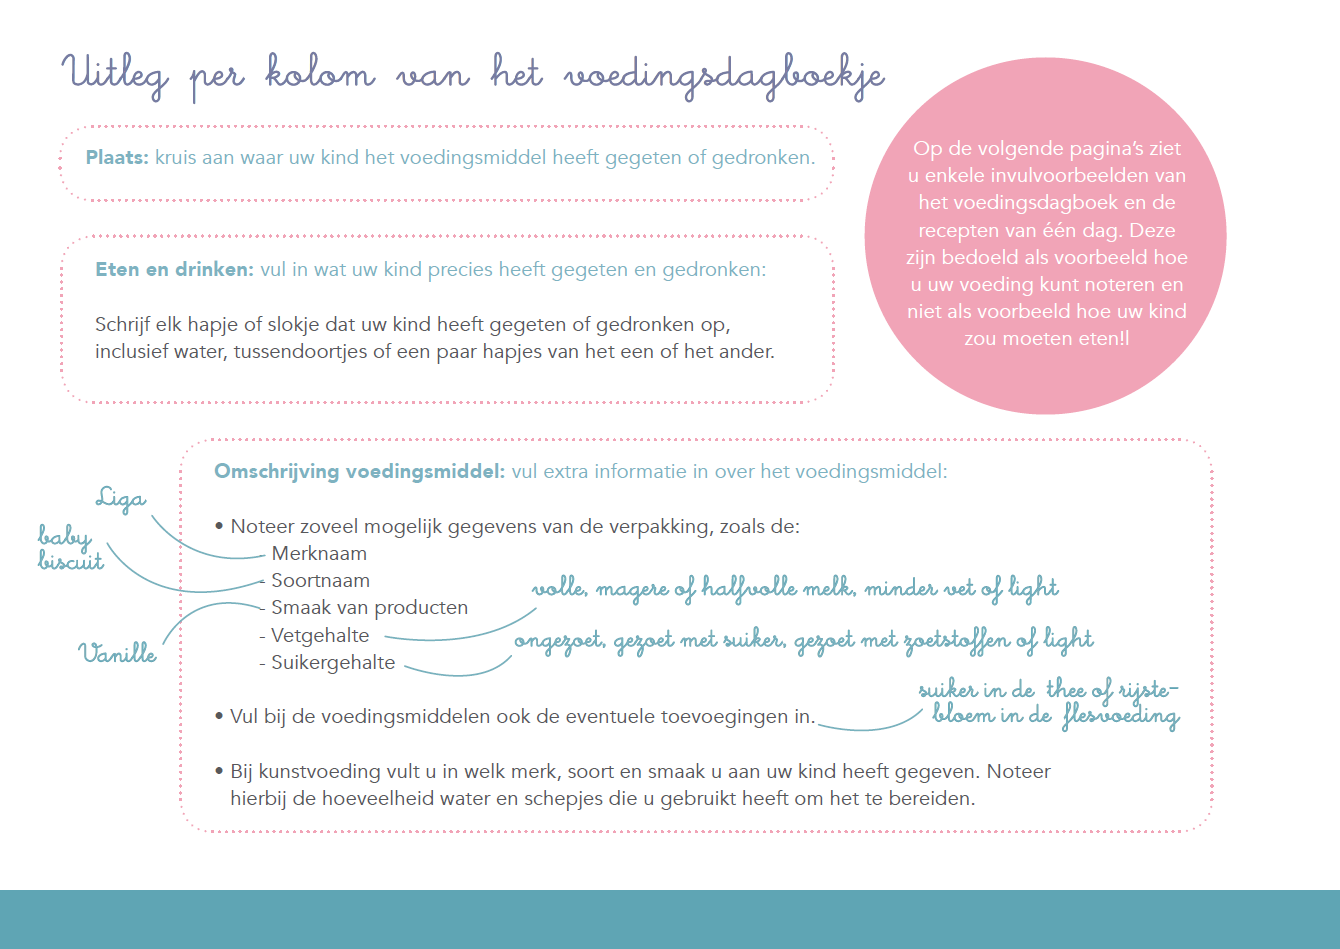 Uitleg per kolom van het voedingsdagboekje
Plaats: kruis aan waar uw kind het voedingsmiddel heeft gegeten of gedronken.
Op de volgende pagina's ziet
u enkele invulvoorbeelden van
het voedingsdagboek en de
recepten van één dag. Deze
zijn bedoeld als voorbeeld hoe
u uw voeding kunt noteren en
niet als voorbeeld hoe uw kind
zou moeten eten!l
Eten en drinken: vul in wat uw kind precies heeft gegeten en gedronken:
Schrijf elk hapje of slokje dat uw kind heeft gegeten of gedronken op,
inclusief water, tussendoortjes of een paar hapjes van het een of het ander.
Omschrijving voedingsmiddel: vul extra informatie in over het voedingsmiddel:
• Noteer zoveel mogelijk gegevens van de verpakking, zoals de:
Liga
- Merknaam
baby
biscuit
- Soortnaam
- Smaak van producten
Vanille
- Vetgehalte
volle, magere of halfvolle melk, minder vet of light
- Suikergehalte
ongezoet, gezoet met suiker, gezoet met zoetstoffen of light
• Vul bij de voedingsmiddelen ook de eventuele toevoegingen in.
suiker in de thee of rijste-
bloem in de flesvoeding
• Bij kunstvoeding vult u in welk merk, soort en smaak u aan uw kind heeft gegeven. Noteer
hierbij de hoeveelheid water en schepjes die u gebruikt heeft om het te bereiden.